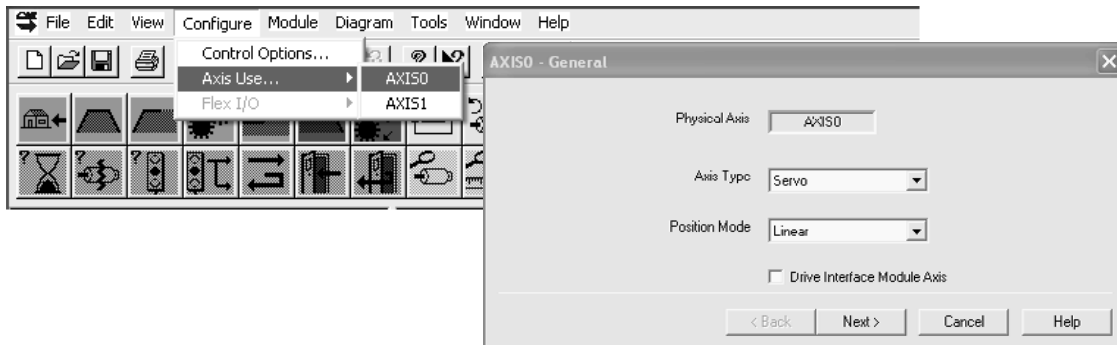 File Edit View Configure Module Diagram Tools Window Help
Control Options...
Axis Use...
Flex I/O
AXIS0
AXIS1
AXIS0 - General
Physical Axis AXIS0
Axis Type Servo
Position Mode Linear
Drive Interface Module Axis
< Back Next > Cancel Help